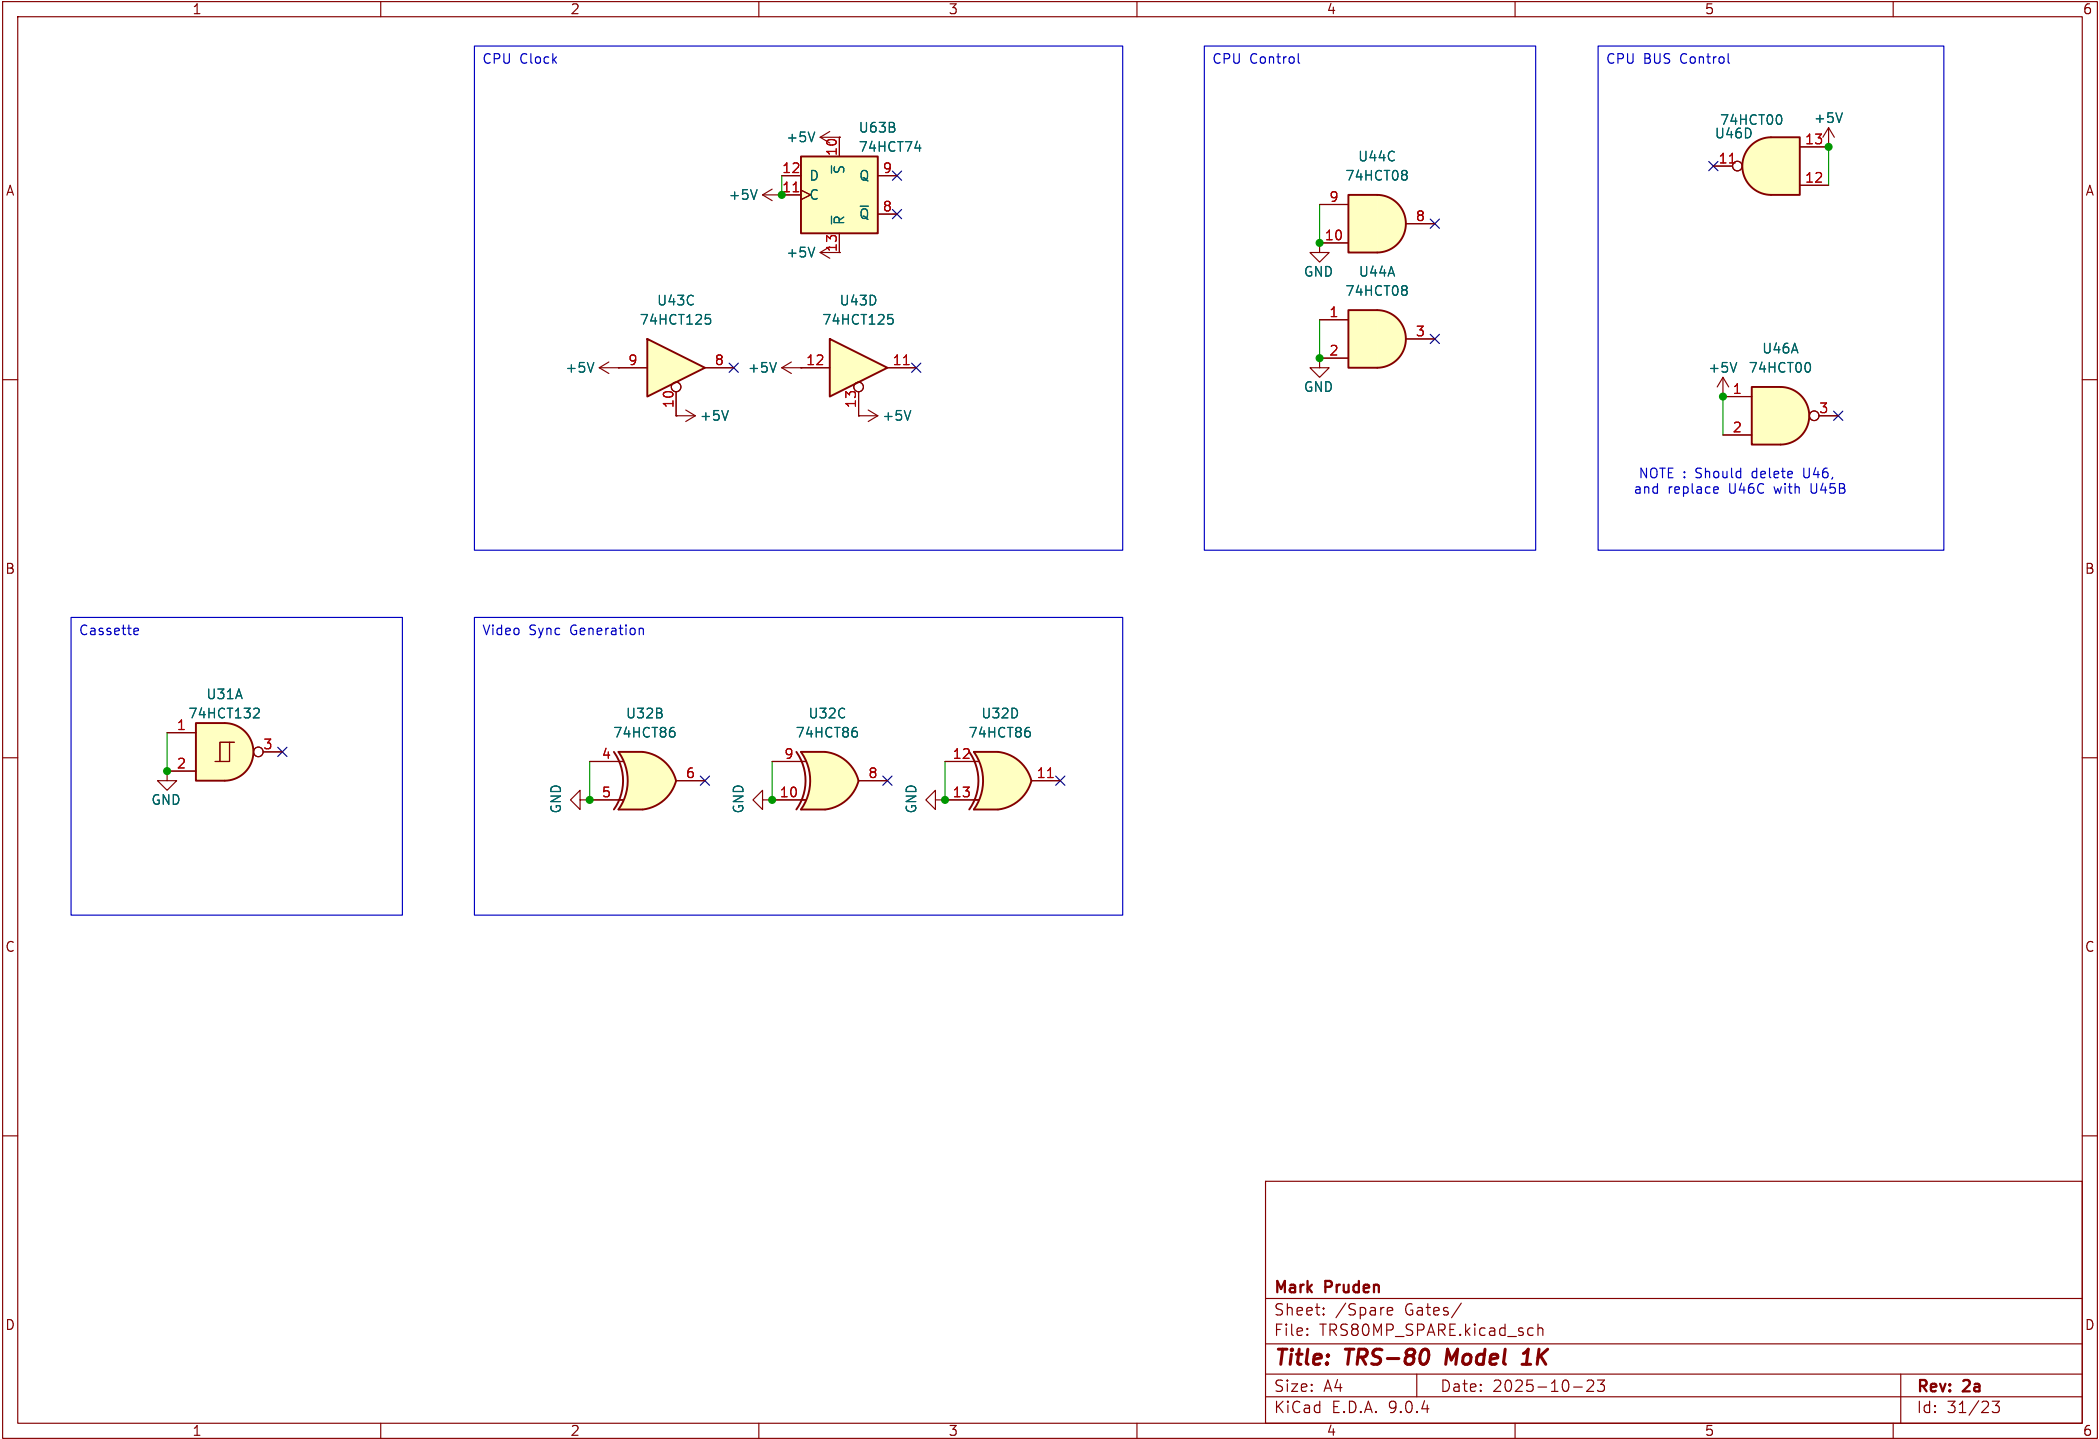 1 2 3 4 5 6
A A
B B
C C
D D
CPU Clock
+5V
10
U63B
74HCT74
12 D S Q 9
+5V
11 C
R Q 8
13
+5V
U43C
74HCT125
+5V 9 8
10
+5V
U43D
74HCT125
+5V 12 11
13
+5V
CPU Control
U44C
74HCT08
9
8
10
GND
U44A
74HCT08
1
3
2
GND
CPU BUS Control
74HCT00
U46D
+5V
13
11
12
U46A
74HCT00
+5V
1
3
2
NOTE : Should delete U46,
and replace U46C with U45B
Cassette
U31A
74HCT132
1
3
2
GND
Video Sync Generation
U32B
74HCT86
4
6
5
GND
U32C
74HCT86
9
8
10
GND
U32D
74HCT86
12
11
13
GND
Mark Pruden
Sheet: /Spare Gates/
File: TRS80MP_SPARE.kicad_sch
Title: TRS-80 Model 1K
Size: A4 Date: 2025-10-23 Rev: 2a
KiCad E.D.A. 9.0.4 Id: 31/23
1 2 3 4 5 6